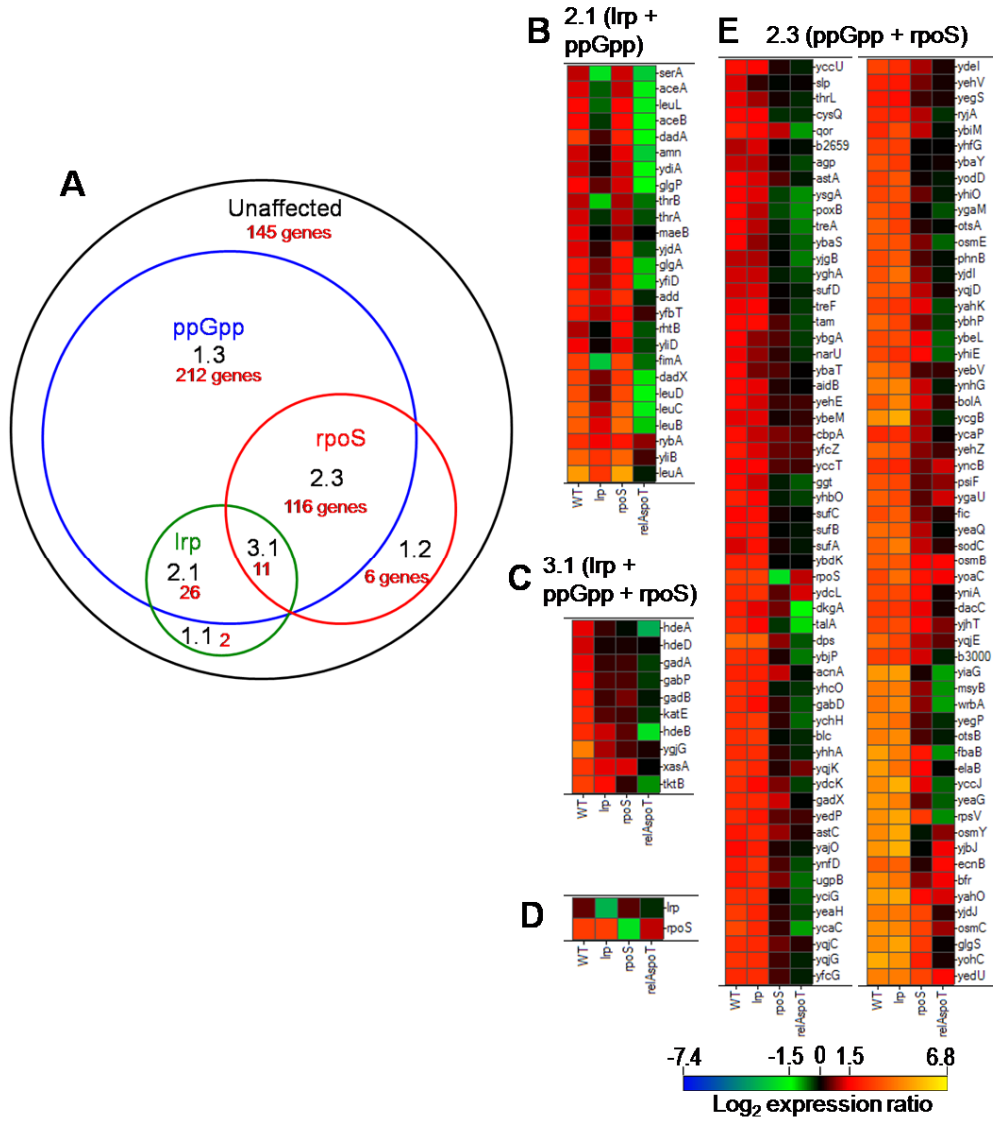 A
Unaffected
145 genes
ppGpp
1.3
212 genes
rpoS
2.3
116 genes
lrp
3.1
11
2.1
26
1.2
6 genes
1.1 2
B 2.1 (lrp +
ppGpp)
serA
aceA
leuL
aceB
dadA
amn
ydiA
glgP
thrB
thrA
maeB
yjdA
glgA
yfiD
add
yfbT
rhtB
yliD
fimA
dadX
leuD
leuC
leuB
rybA
yliB
leuA
WT lrp rpoS relAspoT
C 3.1 (lrp +
ppGpp + rpoS)
hdeA
hdeD
gadA
gabP
gadB
katE
hdeB
ygjG
xasA
tktB
WT lrp rpoS relAspoT
D
lrp
rpoS
WT lrp rpoS relAspoT
E 2.3 (ppGpp + rpoS)
yccU
slp
thrL
cysQ
qor
b2659
agp
astA
ysgA
poxB
treA
ybaS
yjgB
yghA
sufD
treF
tam
ybgA
narU
ybaT
aidB
yehE
ybeM
cbpA
yfcZ
yccT
ggt
yhbO
sufC
sufB
sufA
ybdK
rpoS
ydcL
dkgA
talA
dps
ybjP
acnA
yhcO
gabD
ychH
blc
yhhA
yqjK
ydcK
gadX
yedP
astC
yajO
ynfD
ugpB
yciG
yeaH
ycaC
yqjC
yqjG
yfcG
WT lrp rpoS relAspoT
ydeI
yehV
yegS
ryjA
ybiM
yhfG
ybaY
yodD
yhiO
ygaM
otsA
osmE
phnB
yjdI
yqjD
yahK
ybhP
ybeL
yhiE
yebV
ynhG
bolA
ycgB
ycaP
yehZ
yncB
psiF
ygaU
fic
yeaQ
sodC
osmB
yoaC
yniA
dacC
yjhT
yqjE
b3000
yiaG
msyB
wrbA
yegP
otsB
fbaB
elaB
yccJ
yeaG
rpsV
osmY
yjbJ
ecnB
bfr
yahO
yjdJ
osmC
glgS
yohC
yedU
WT lrp rpoS relAspoT
-7.4 -1.5 0 1.5 6.8
Log₂ expression ratio